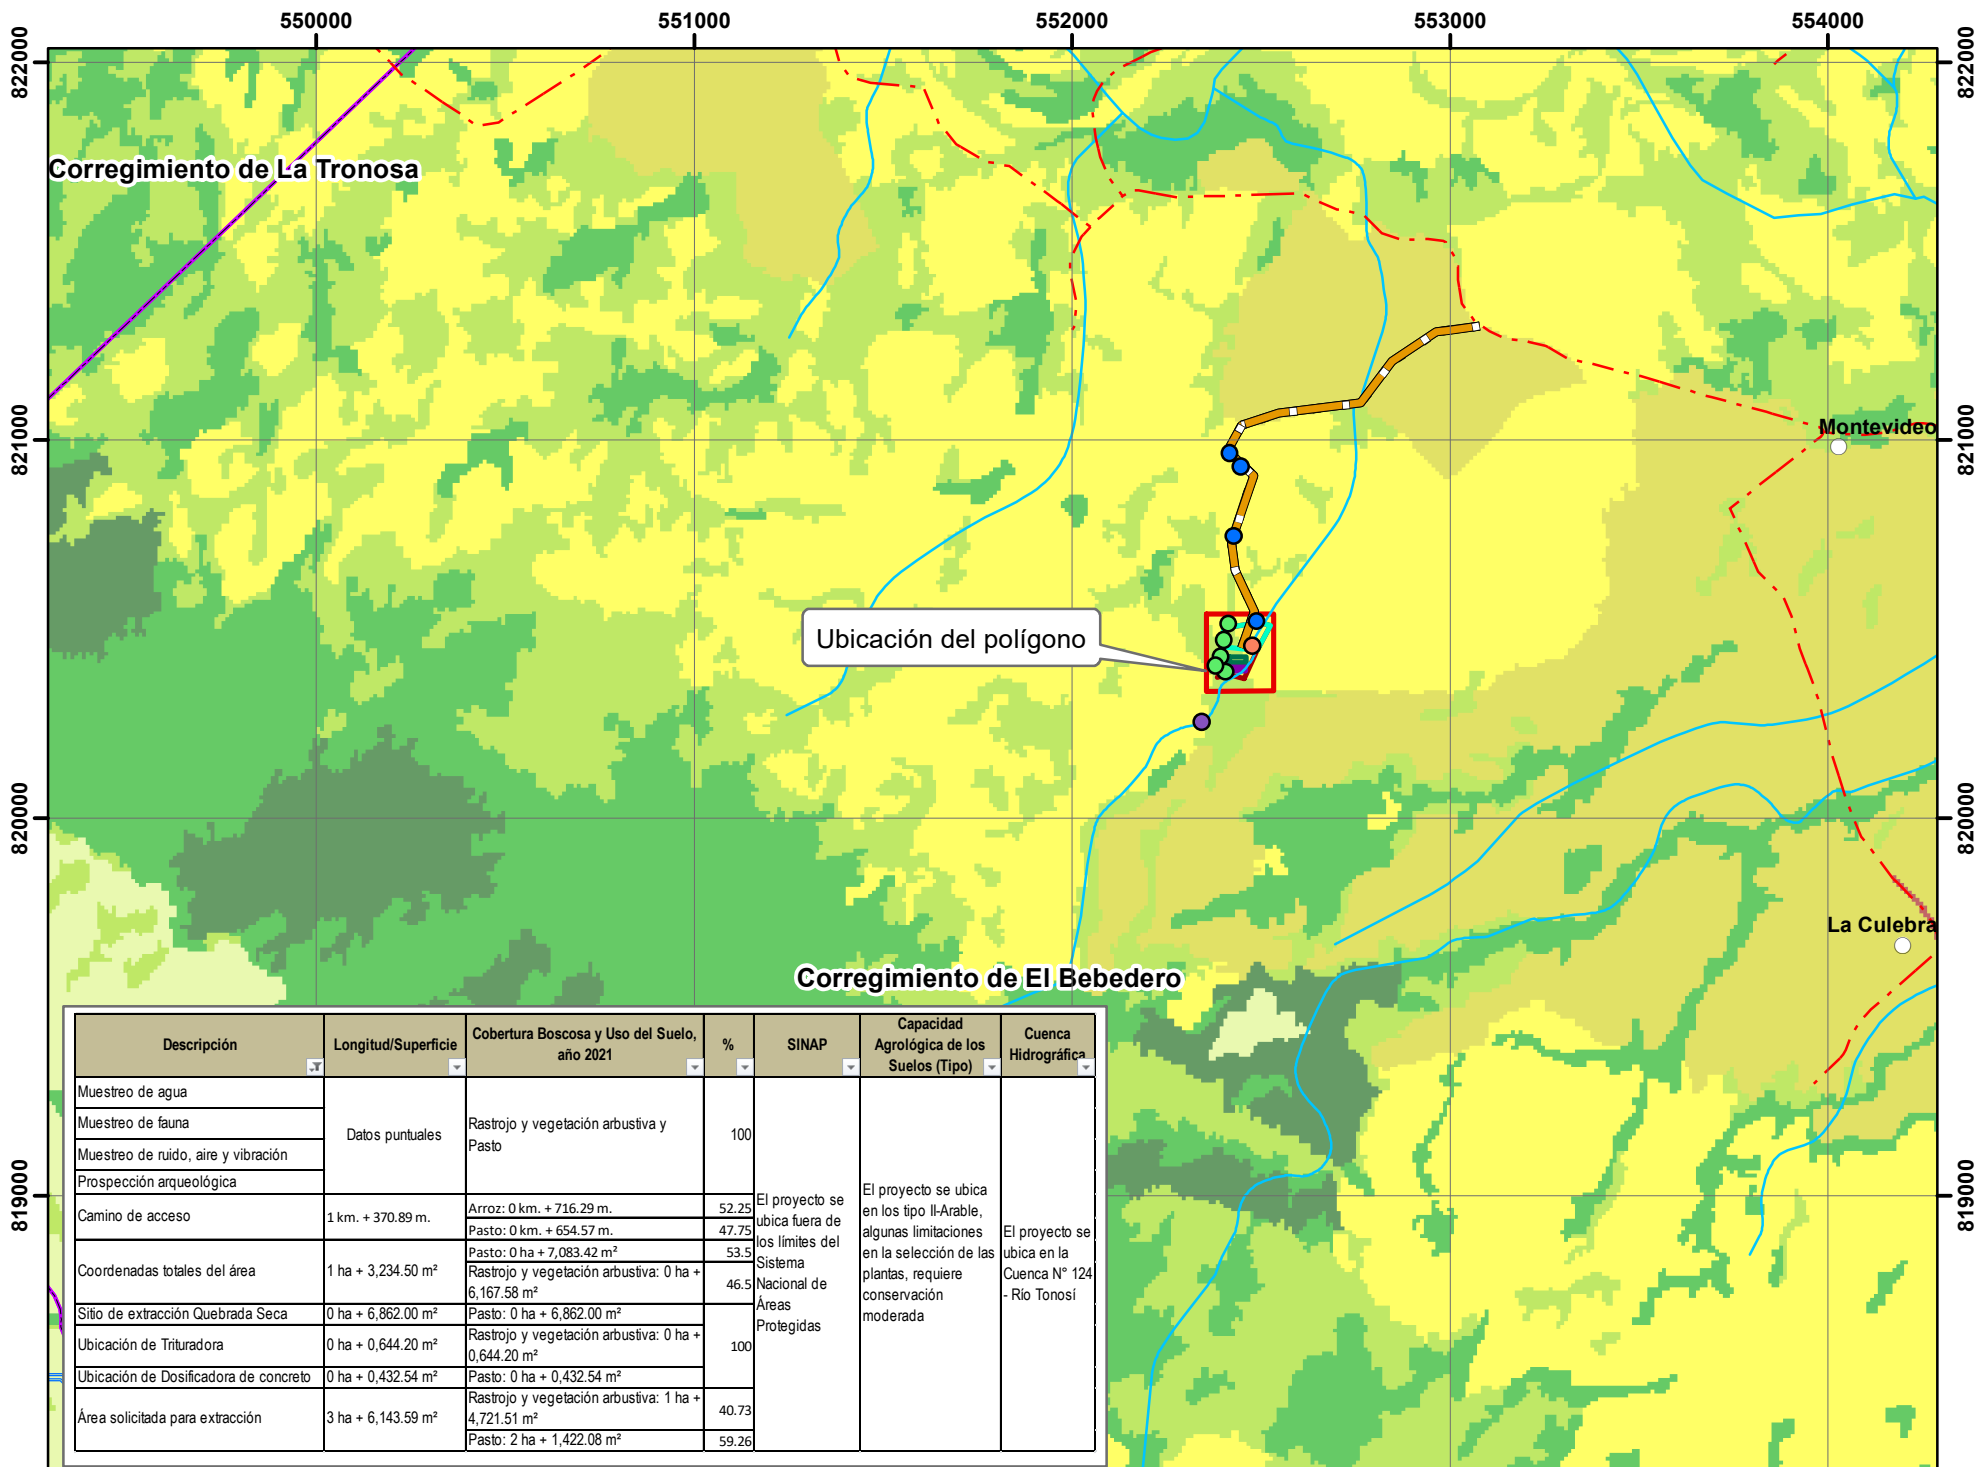 550000 551000 552000 553000 554000
822000 822000
Corregimiento de La Tronosa
821000 821000
Montevideo
Ubicación del polígono
820000 820000
La Culebra
Corregimiento de El Bebedero
819000 819000
Descripción
Longitud/Superficie
Cobertura Boscosa y Uso del Suelo,
año 2021
%
SINAP
Capacidad
Agrológica de los
Suelos (Tipo)
Cuenca
Hidrográfica
Muestreo de agua
Muestreo de fauna
Muestreo de ruido, aire y vibración
Prospección arqueológica
Datos puntuales
Rastrojo y vegetación arbustiva y
Pasto
100
Camino de acceso
1 km. + 370.89 m.
Arroz: 0 km. + 716.29 m.
52.25
Pasto: 0 km. + 654.57 m.
47.75
Coordenadas totales del área
1 ha + 3,234.50 m²
Pasto: 0 ha + 7,083.42 m²
53.5
Rastrojo y vegetación arbustiva: 0 ha +
6,167.58 m²
46.5
Sitio de extracción Quebrada Seca
0 ha + 6,862.00 m²
Pasto: 0 ha + 6,862.00 m²
Ubicación de Trituradora
0 ha + 0,644.20 m²
Rastrojo y vegetación arbustiva: 0 ha +
0,644.20 m²
100
Ubicación de Dosificadora de concreto
0 ha + 0,432.54 m²
Pasto: 0 ha + 0,432.54 m²
Área solicitada para extracción
3 ha + 6,143.59 m²
Rastrojo y vegetación arbustiva: 1 ha +
4,721.51 m²
40.73
Pasto: 2 ha + 1,422.08 m²
59.26
El proyecto se
ubica fuera de
los límites del
Sistema
Nacional de
Áreas
Protegidas
El proyecto se ubica
en los tipo II-Arable,
algunas limitaciones
en la selección de las
plantas, requiere
conservación
moderada
El proyecto se
ubica en la
Cuenca N° 124
- Río Tonosí